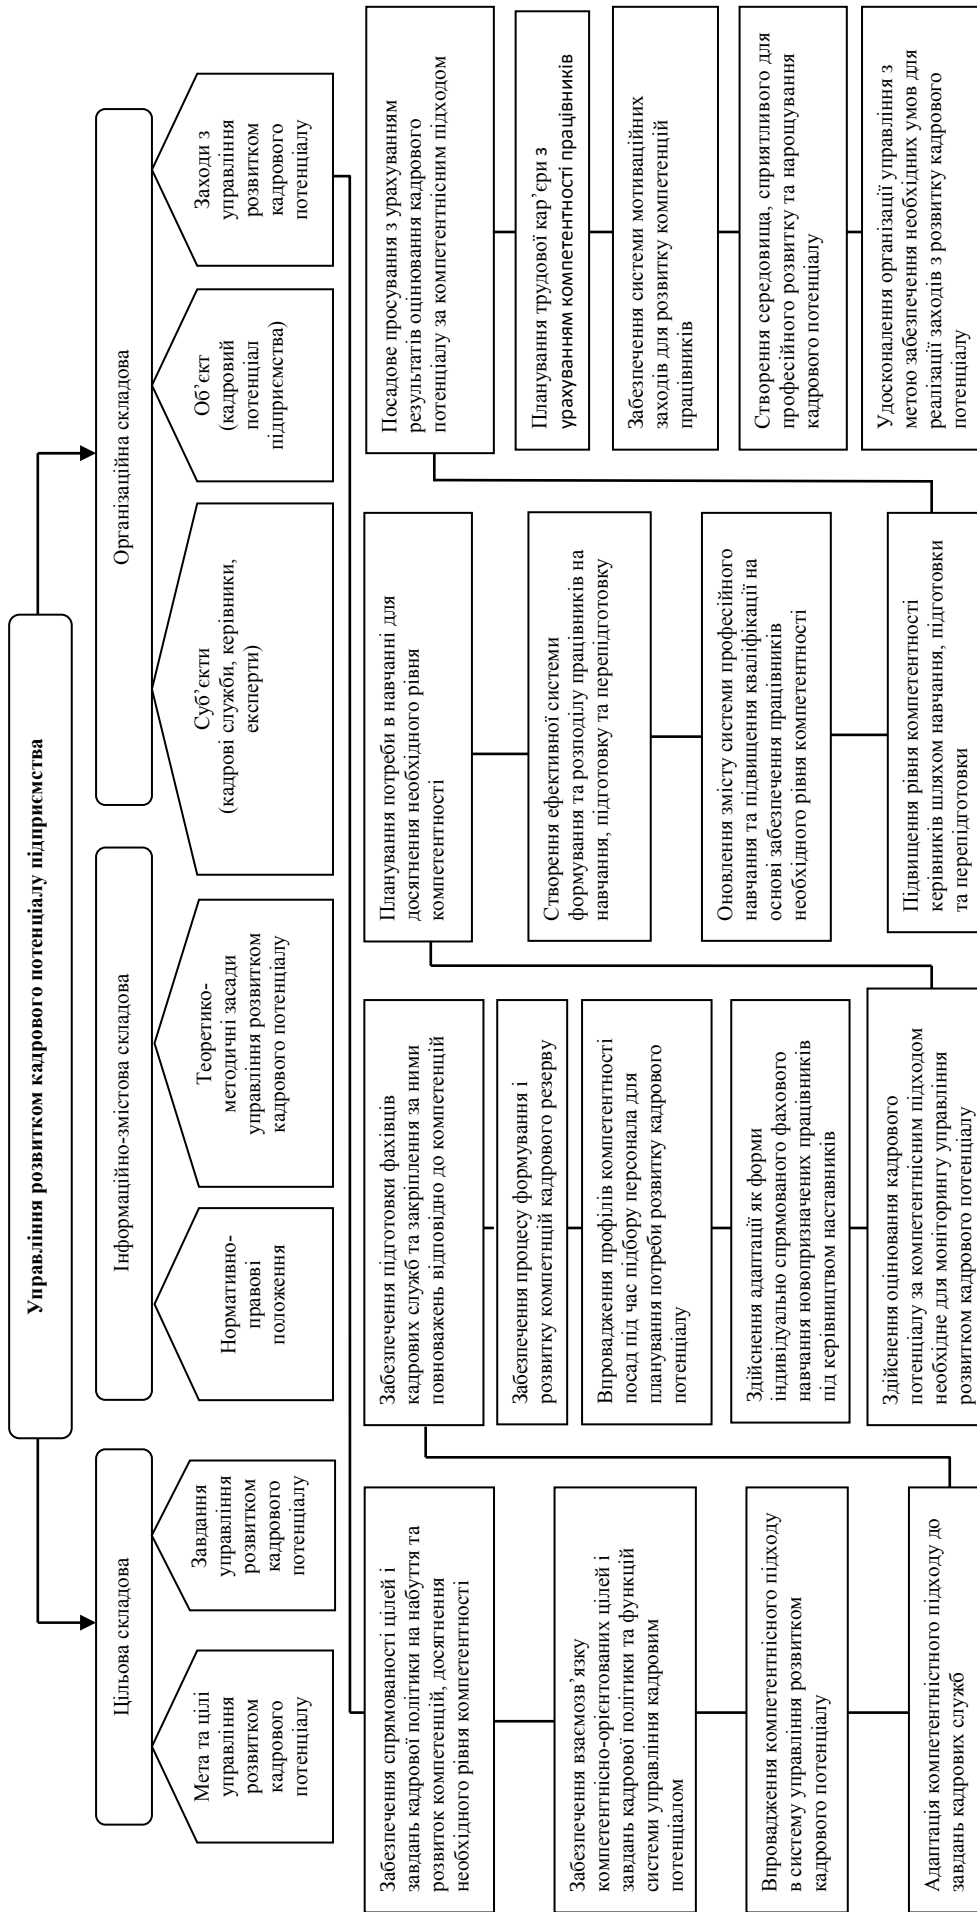 Управління розвитком кадрового потенціалу підприємства
Цільова складова
Інформаційно-змістова складова
Організаційна складова
Мета та цілі
управління
розвитком
кадрового
потенціалу
Завдання
управління
розвитком
кадрового
потенціалу
Нормативно-
правові
положення
Теоретико-
методичні засади
управління розвитком
кадрового потенціалу
Суб’єкти
(кадрові служби, керівники,
експерти)
Об’єкт
(кадровий
потенціал
підприємства)
Заходи з
управління
розвитком
кадрового
потенціалу
Забезпечення спрямованості цілей і
завдань кадрової політики на набуття та
розвиток компетенцій, досягнення
необхідного рівня компетентності
Забезпечення взаємозв’язку
компетентнісно-орієнтованих цілей і
завдань кадрової політики та функцій
системи управління кадровим
потенціалом
Впровадження компетентнісного підходу
в систему управління розвитком
кадрового потенціалу
Адаптація компетентністного підходу до
завдань кадрових служб
Забезпечення підготовки фахівців
кадрових служб та закріплення за ними
повноважень відповідно до компетенцій
Забезпечення процесу формування і
розвитку компетенцій кадрового резерву
Впровадження профілів компетентності
посад під час підбору персонала для
планування потреби розвитку кадрового
потенціалу
Здійснення адаптації як форми
індивідуально спрямованого фахового
навчання новопризначених працівників
під керівництвом наставників
Здійснення оцінювання кадрового
потенціалу за компетентнісним підходом
необхідне для моніторингу управління
розвитком кадрового потенціалу
Планування потреби в навчанні для
досягнення необхідного рівня
компетентності
Створення ефективної системи
формування та розподілу працівників на
навчання, підготовку та перепідготовку
Оновлення змісту системи професійного
навчання та підвищення кваліфікації на
основі забезпечення працівників
необхідного рівня компетентності
Підвищення рівня компетентності
керівників шляхом навчання, підготовки
та перепідготовки
Посадове просування з урахуванням
результатів оцінювання кадрового
потенціалу за компетентнісним підходом
Планування трудової кар’єри з
урахуванням компетентності працівників
Забезпечення системи мотиваційних
заходів для розвитку компетенцій
працівників
Створення середовища, сприятливого для
професійного розвитку та нарощування
кадрового потенціалу
Удосконалення організації управління з
метою забезпечення необхідних умов для
реалізації заходів з розвитку кадрового
потенціалу